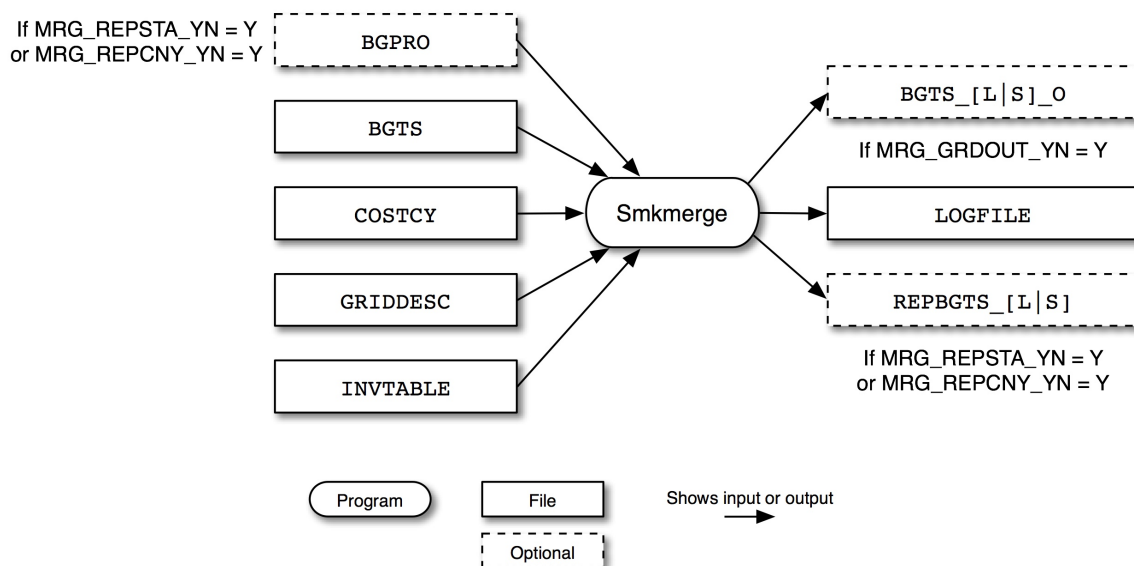 If MRG_REPSTA_YN = Y
or MRG_REPCNY_YN = Y
BGPRO
BGTS
COSTCY
GRIDDESC
INVTABLE
Smkmerge
BGTS_[L|S]_O
If MRG_GRDOUT_YN = Y
LOGFILE
REPBGTS_[L|S]
If MRG_REPSTA_YN = Y
or MRG_REPCNY_YN = Y
Program
File
Shows input or output
Optional